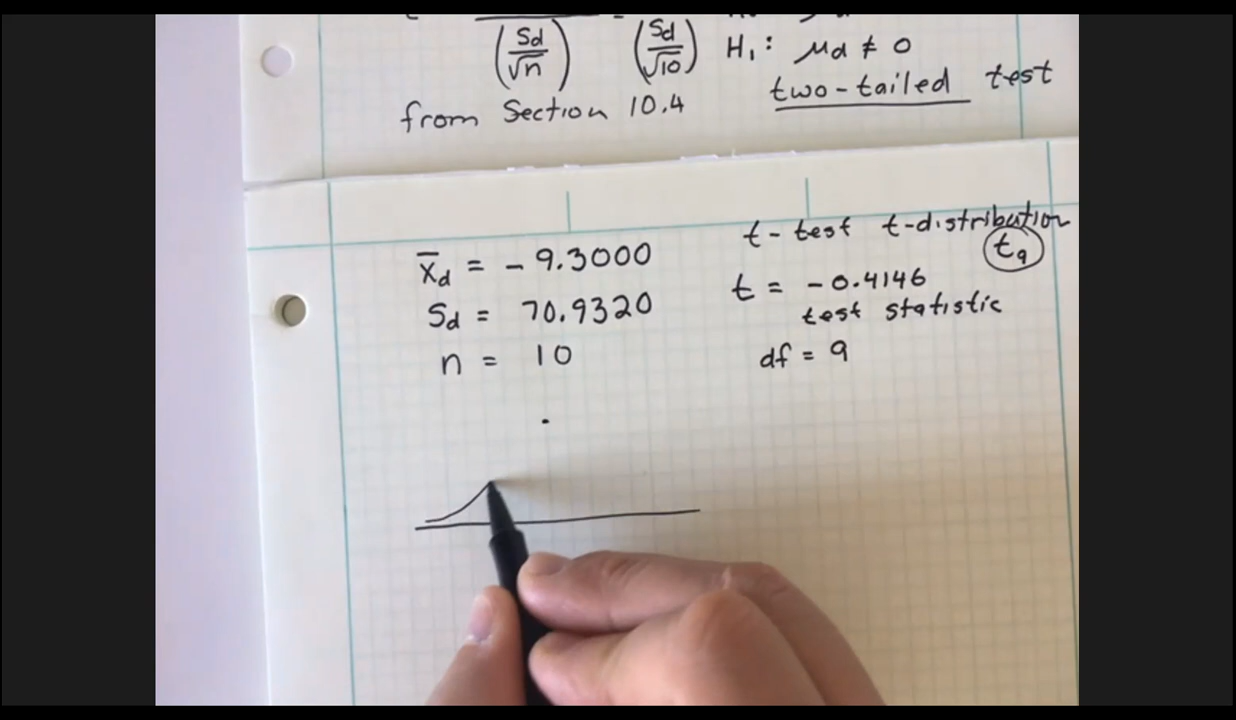 (Sd/√n) (Sd/√10) H₁: μd ≠ 0
from Section 10.4 two-tailed test
t-test t-distribution
x̄d = -9.3000 t₉
Sd = 70.9320 t = -0.4146
test statistic
n = 10 df = 9